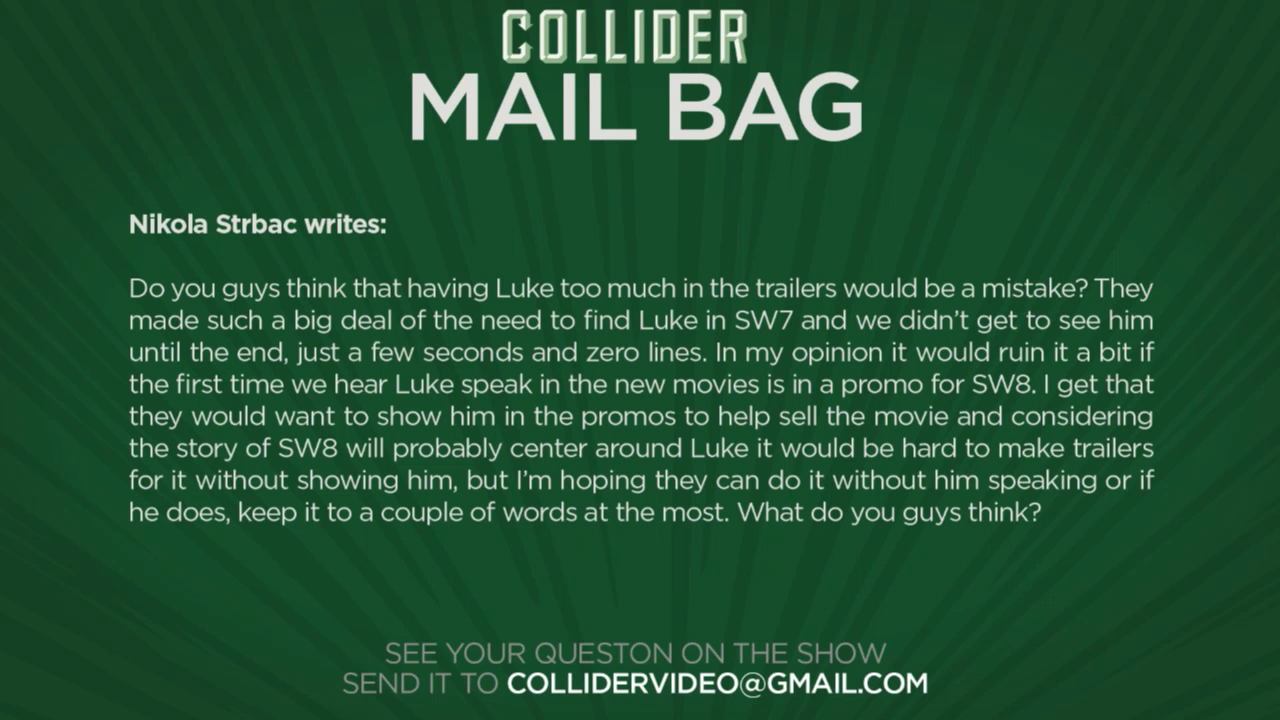 COLLIDER
MAIL BAG
Nikola Strbac writes:
Do you guys think that having Luke too much in the trailers would be a mistake? They
made such a big deal of the need to find Luke in SW7 and we didn’t get to see him
until the end, just a few seconds and zero lines. In my opinion it would ruin it a bit if
the first time we hear Luke speak in the new movies is in a promo for SW8. I get that
they would want to show him in the promos to help sell the movie and considering
the story of SW8 will probably center around Luke it would be hard to make trailers
for it without showing him, but I’m hoping they can do it without him speaking or if
he does, keep it to a couple of words at the most. What do you guys think?
SEE YOUR QUESTON ON THE SHOW
SEND IT TO COLLIDERVIDEO@GMAIL.COM